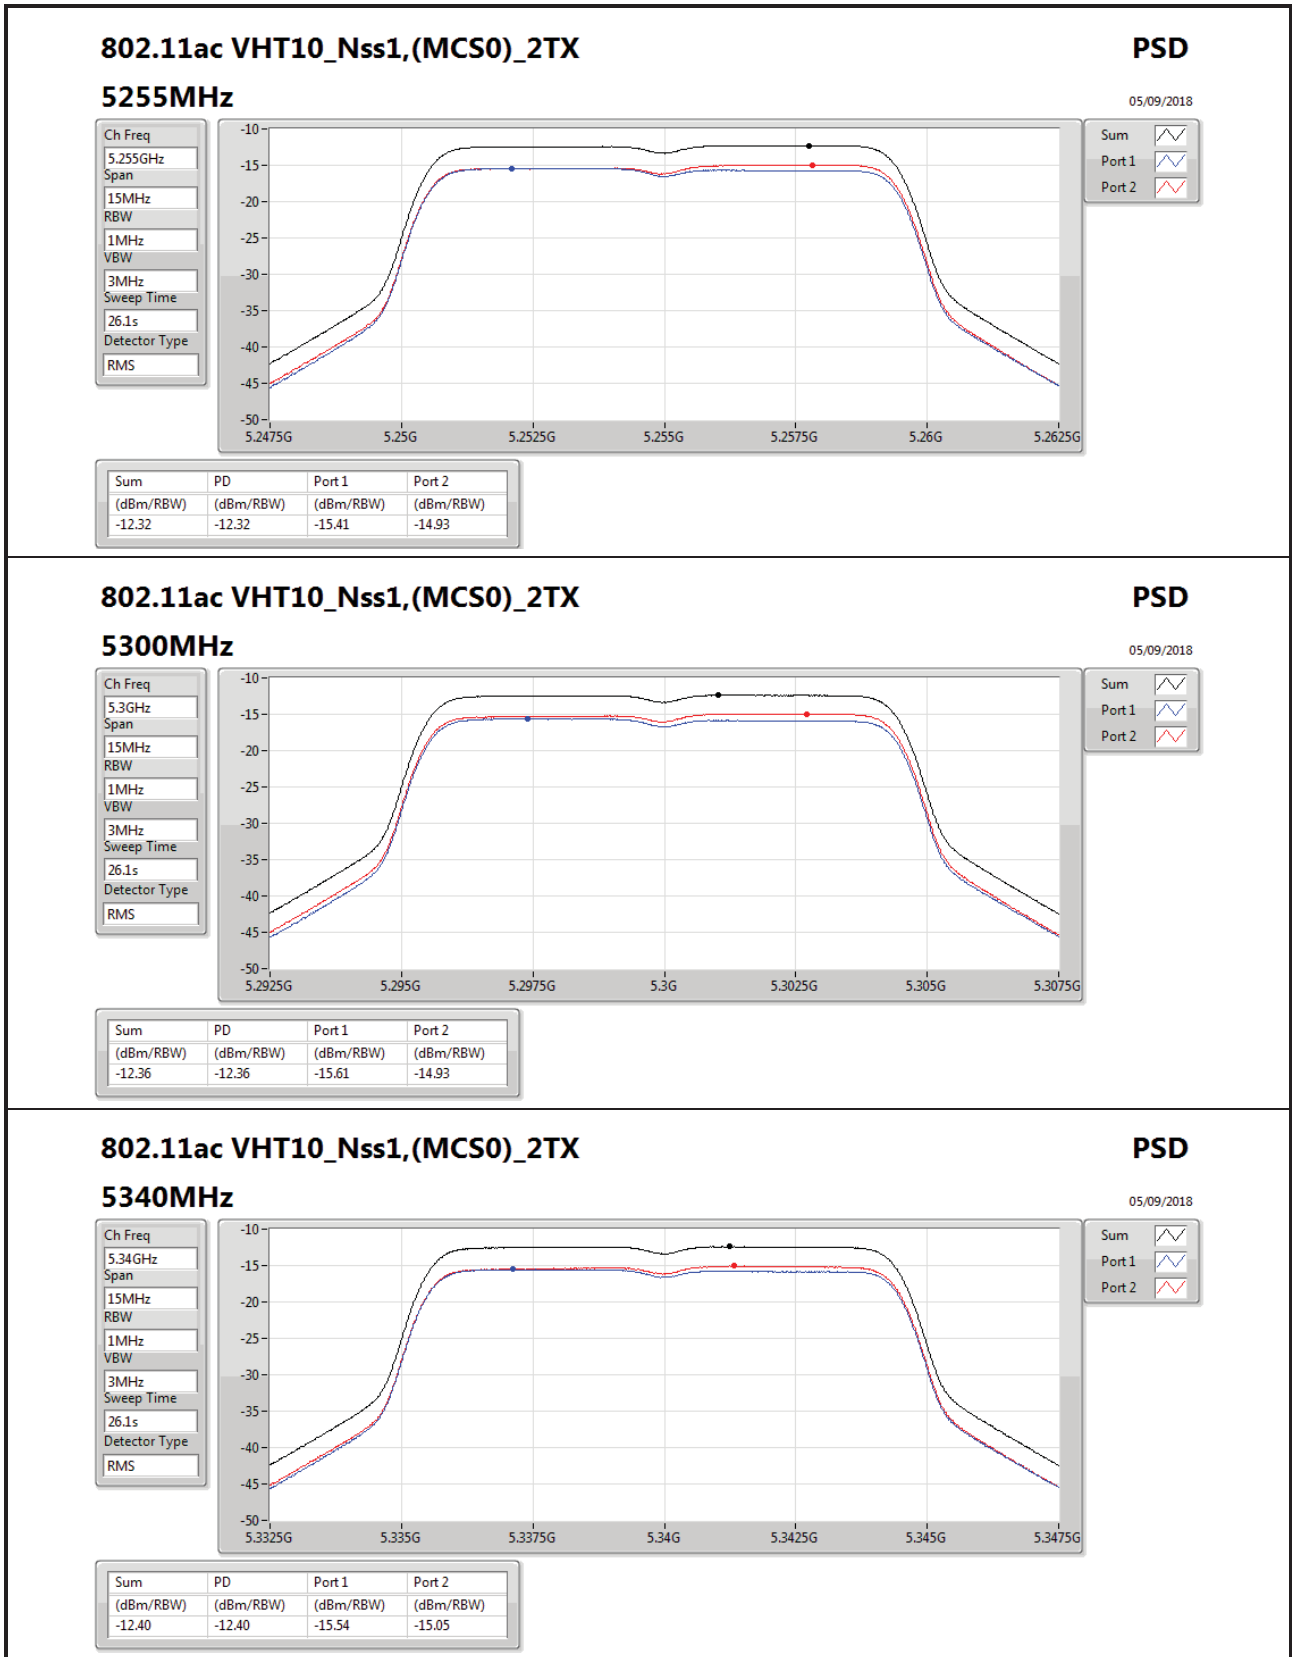 802.11ac VHT10_Nss1,(MCS0)_2TX PSD
5255MHz 05/09/2018
Ch Freq
5.255GHz
Span
15MHz
RBW
1MHz
VBW
3MHz
Sweep Time
26.1s
Detector Type
RMS
-10
-15
-20
-25
-30
-35
-40
-45
-50
5.2475G 5.25G 5.2525G 5.255G 5.2575G 5.26G 5.2625G
Sum
Port 1
Port 2
Sum PD Port 1 Port 2
(dBm/RBW) (dBm/RBW) (dBm/RBW) (dBm/RBW)
-12.32 -12.32 -15.41 -14.93
802.11ac VHT10_Nss1,(MCS0)_2TX PSD
5300MHz 05/09/2018
Ch Freq
5.3GHz
Span
15MHz
RBW
1MHz
VBW
3MHz
Sweep Time
26.1s
Detector Type
RMS
-10
-15
-20
-25
-30
-35
-40
-45
-50
5.2925G 5.295G 5.2975G 5.3G 5.3025G 5.305G 5.3075G
Sum
Port 1
Port 2
Sum PD Port 1 Port 2
(dBm/RBW) (dBm/RBW) (dBm/RBW) (dBm/RBW)
-12.36 -12.36 -15.61 -14.93
802.11ac VHT10_Nss1,(MCS0)_2TX PSD
5340MHz 05/09/2018
Ch Freq
5.34GHz
Span
15MHz
RBW
1MHz
VBW
3MHz
Sweep Time
26.1s
Detector Type
RMS
-10
-15
-20
-25
-30
-35
-40
-45
-50
5.3325G 5.335G 5.3375G 5.34G 5.3425G 5.345G 5.3475G
Sum
Port 1
Port 2
Sum PD Port 1 Port 2
(dBm/RBW) (dBm/RBW) (dBm/RBW) (dBm/RBW)
-12.40 -12.40 -15.54 -15.05